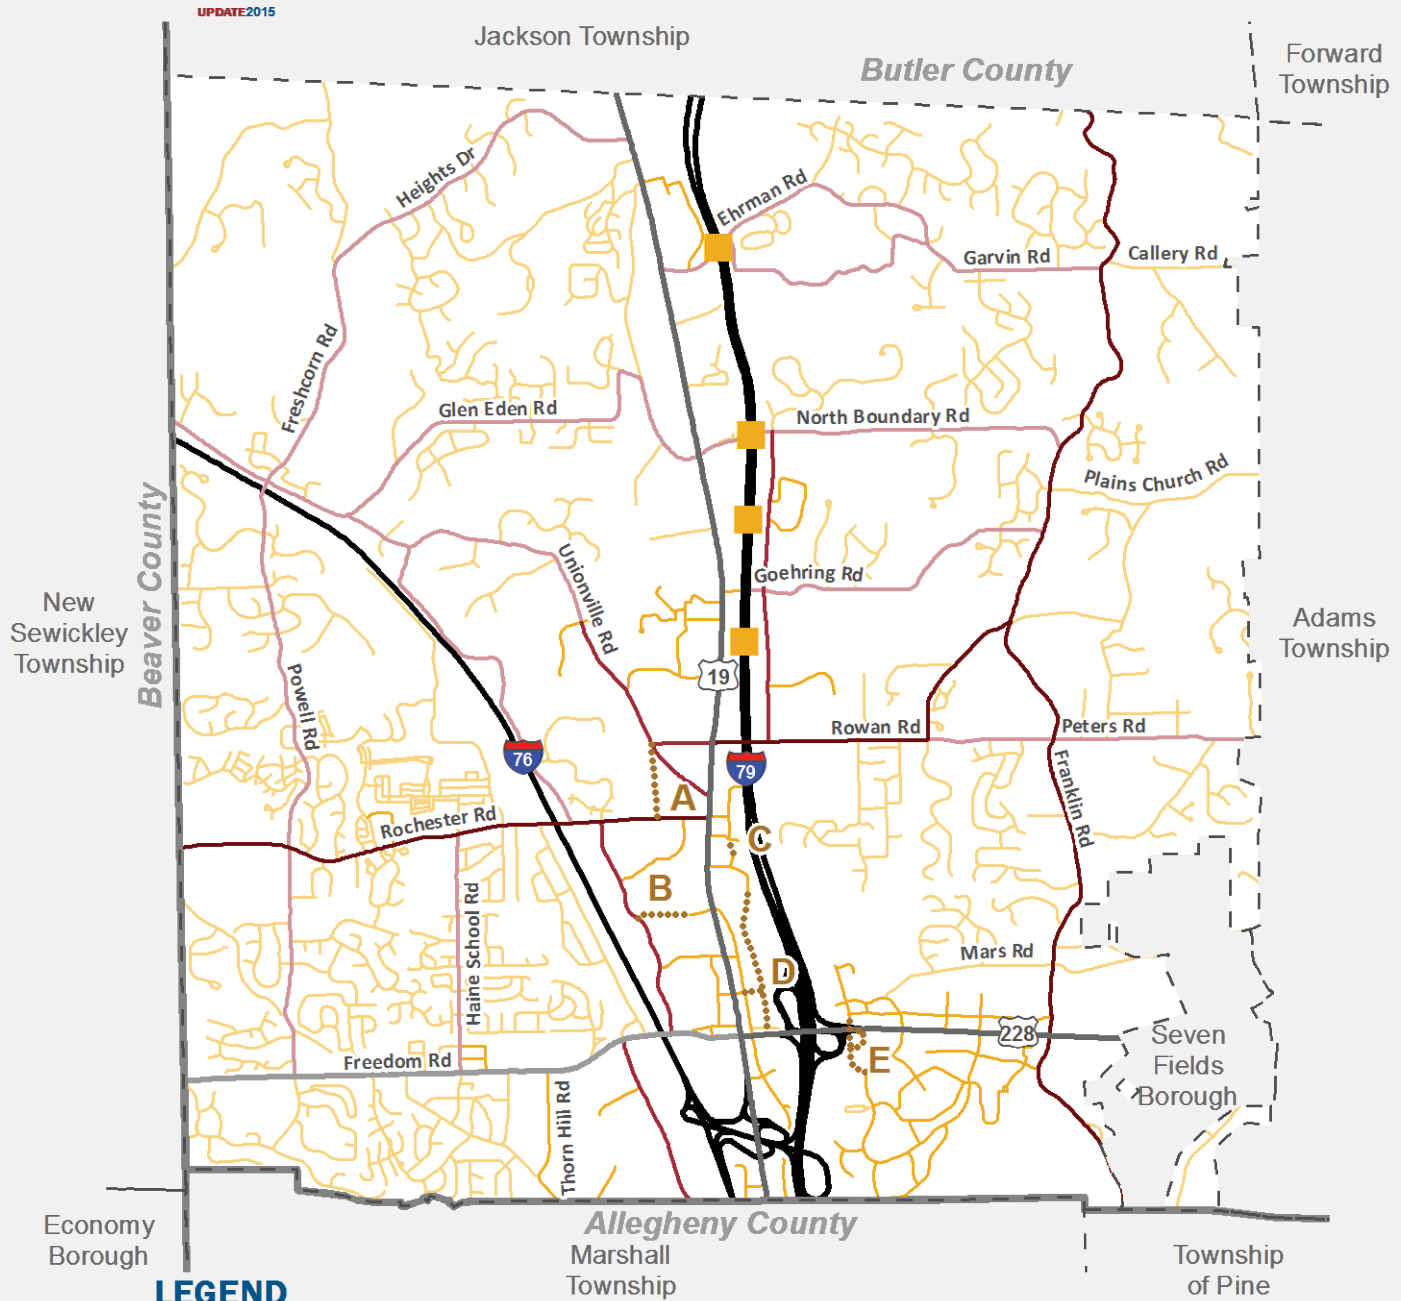 UPDATE2015
Jackson Township
Butler County
Forward
Township
Heights Dr
Ehrman Rd
Garvin Rd
Callery Rd
Freshcorn Rd
Glen Eden Rd
North Boundary Rd
Plains Church Rd
Beaver County
Unionville Rd
Goehring Rd
New
Sewickley
Township
Adams
Township
19
Powell Rd
Rowan Rd
Peters Rd
76
79
Franklin Rd
A
Rochester Rd
C
B
Haine School Rd
Mars Rd
D
228
Seven
Fields
Borough
Freedom Rd
E
Thorn Hill Rd
Allegheny County
Economy
Borough
Marshall
Township
Township
of Pine
LEGEND